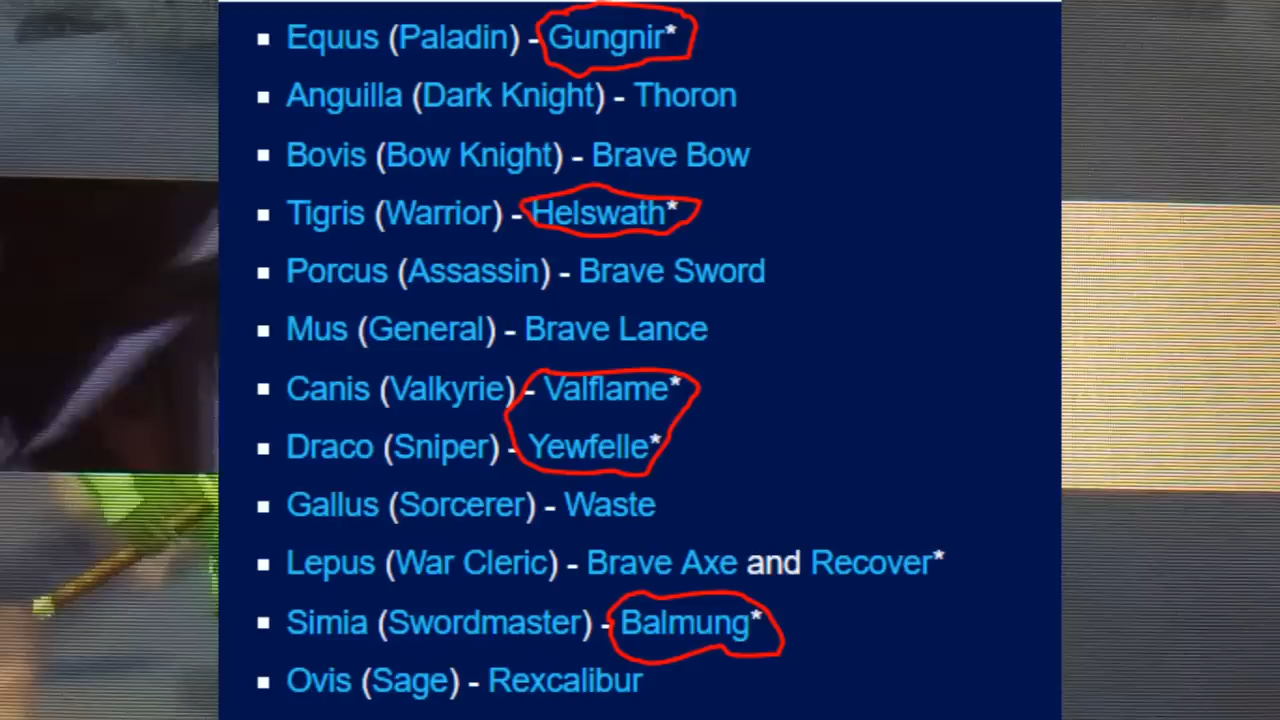 Equus (Paladin) - Gungnir*
Anguilla (Dark Knight) - Thoron
Bovis (Bow Knight) - Brave Bow
Tigris (Warrior) - Helswath*
Porcus (Assassin) - Brave Sword
Mus (General) - Brave Lance
Canis (Valkyrie) - Valflame*
Draco (Sniper) - Yewfelle*
Gallus (Sorcerer) - Waste
Lepus (War Cleric) - Brave Axe and Recover*
Simia (Swordmaster) - Balmung*
Ovis (Sage) - Rexcalibur